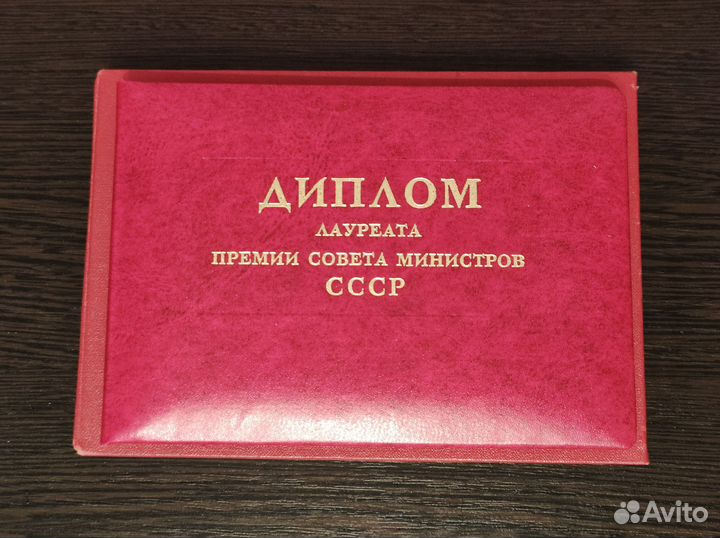 ДИПЛОМ
ЛАУРЕАТА
ПРЕМИИ СОВЕТА МИНИСТРОВ
СССР
Avito